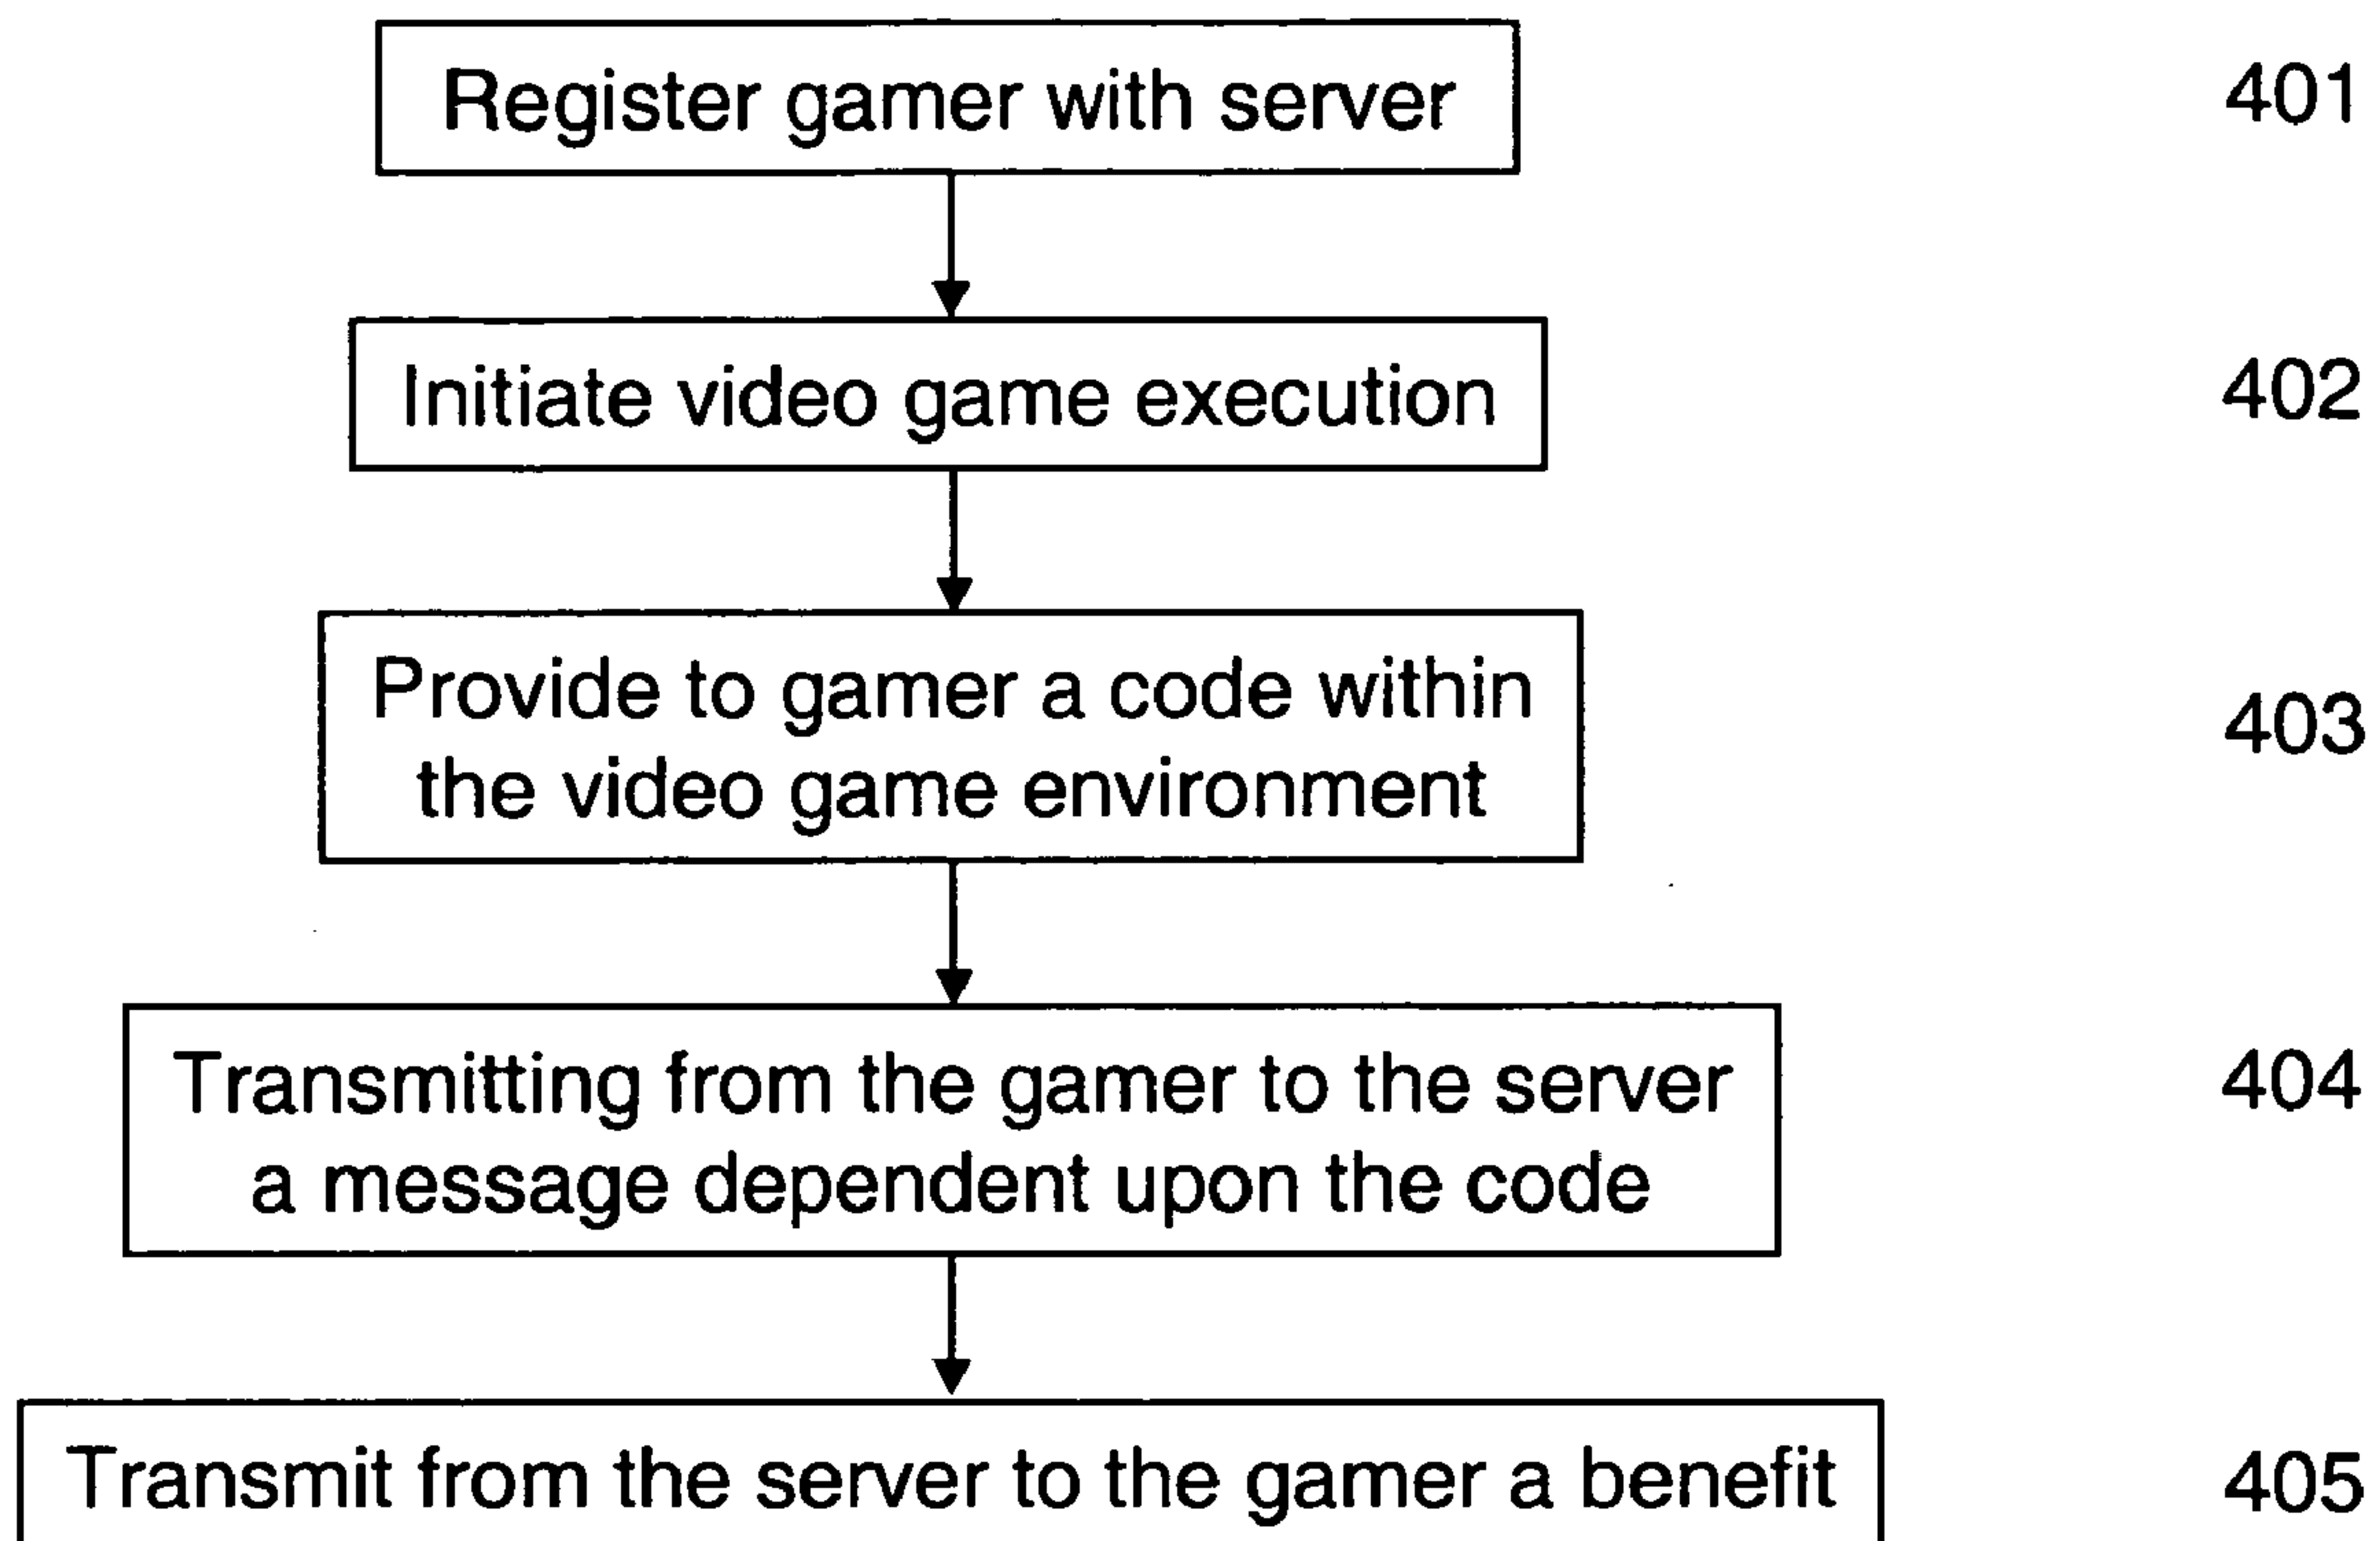 Register gamer with server 401
Initiate video game execution 402
Provide to gamer a code within
the video game environment
403
Transmitting from the gamer to the server
a message dependent upon the code
404
Transmit from the server to the gamer a benefit 405